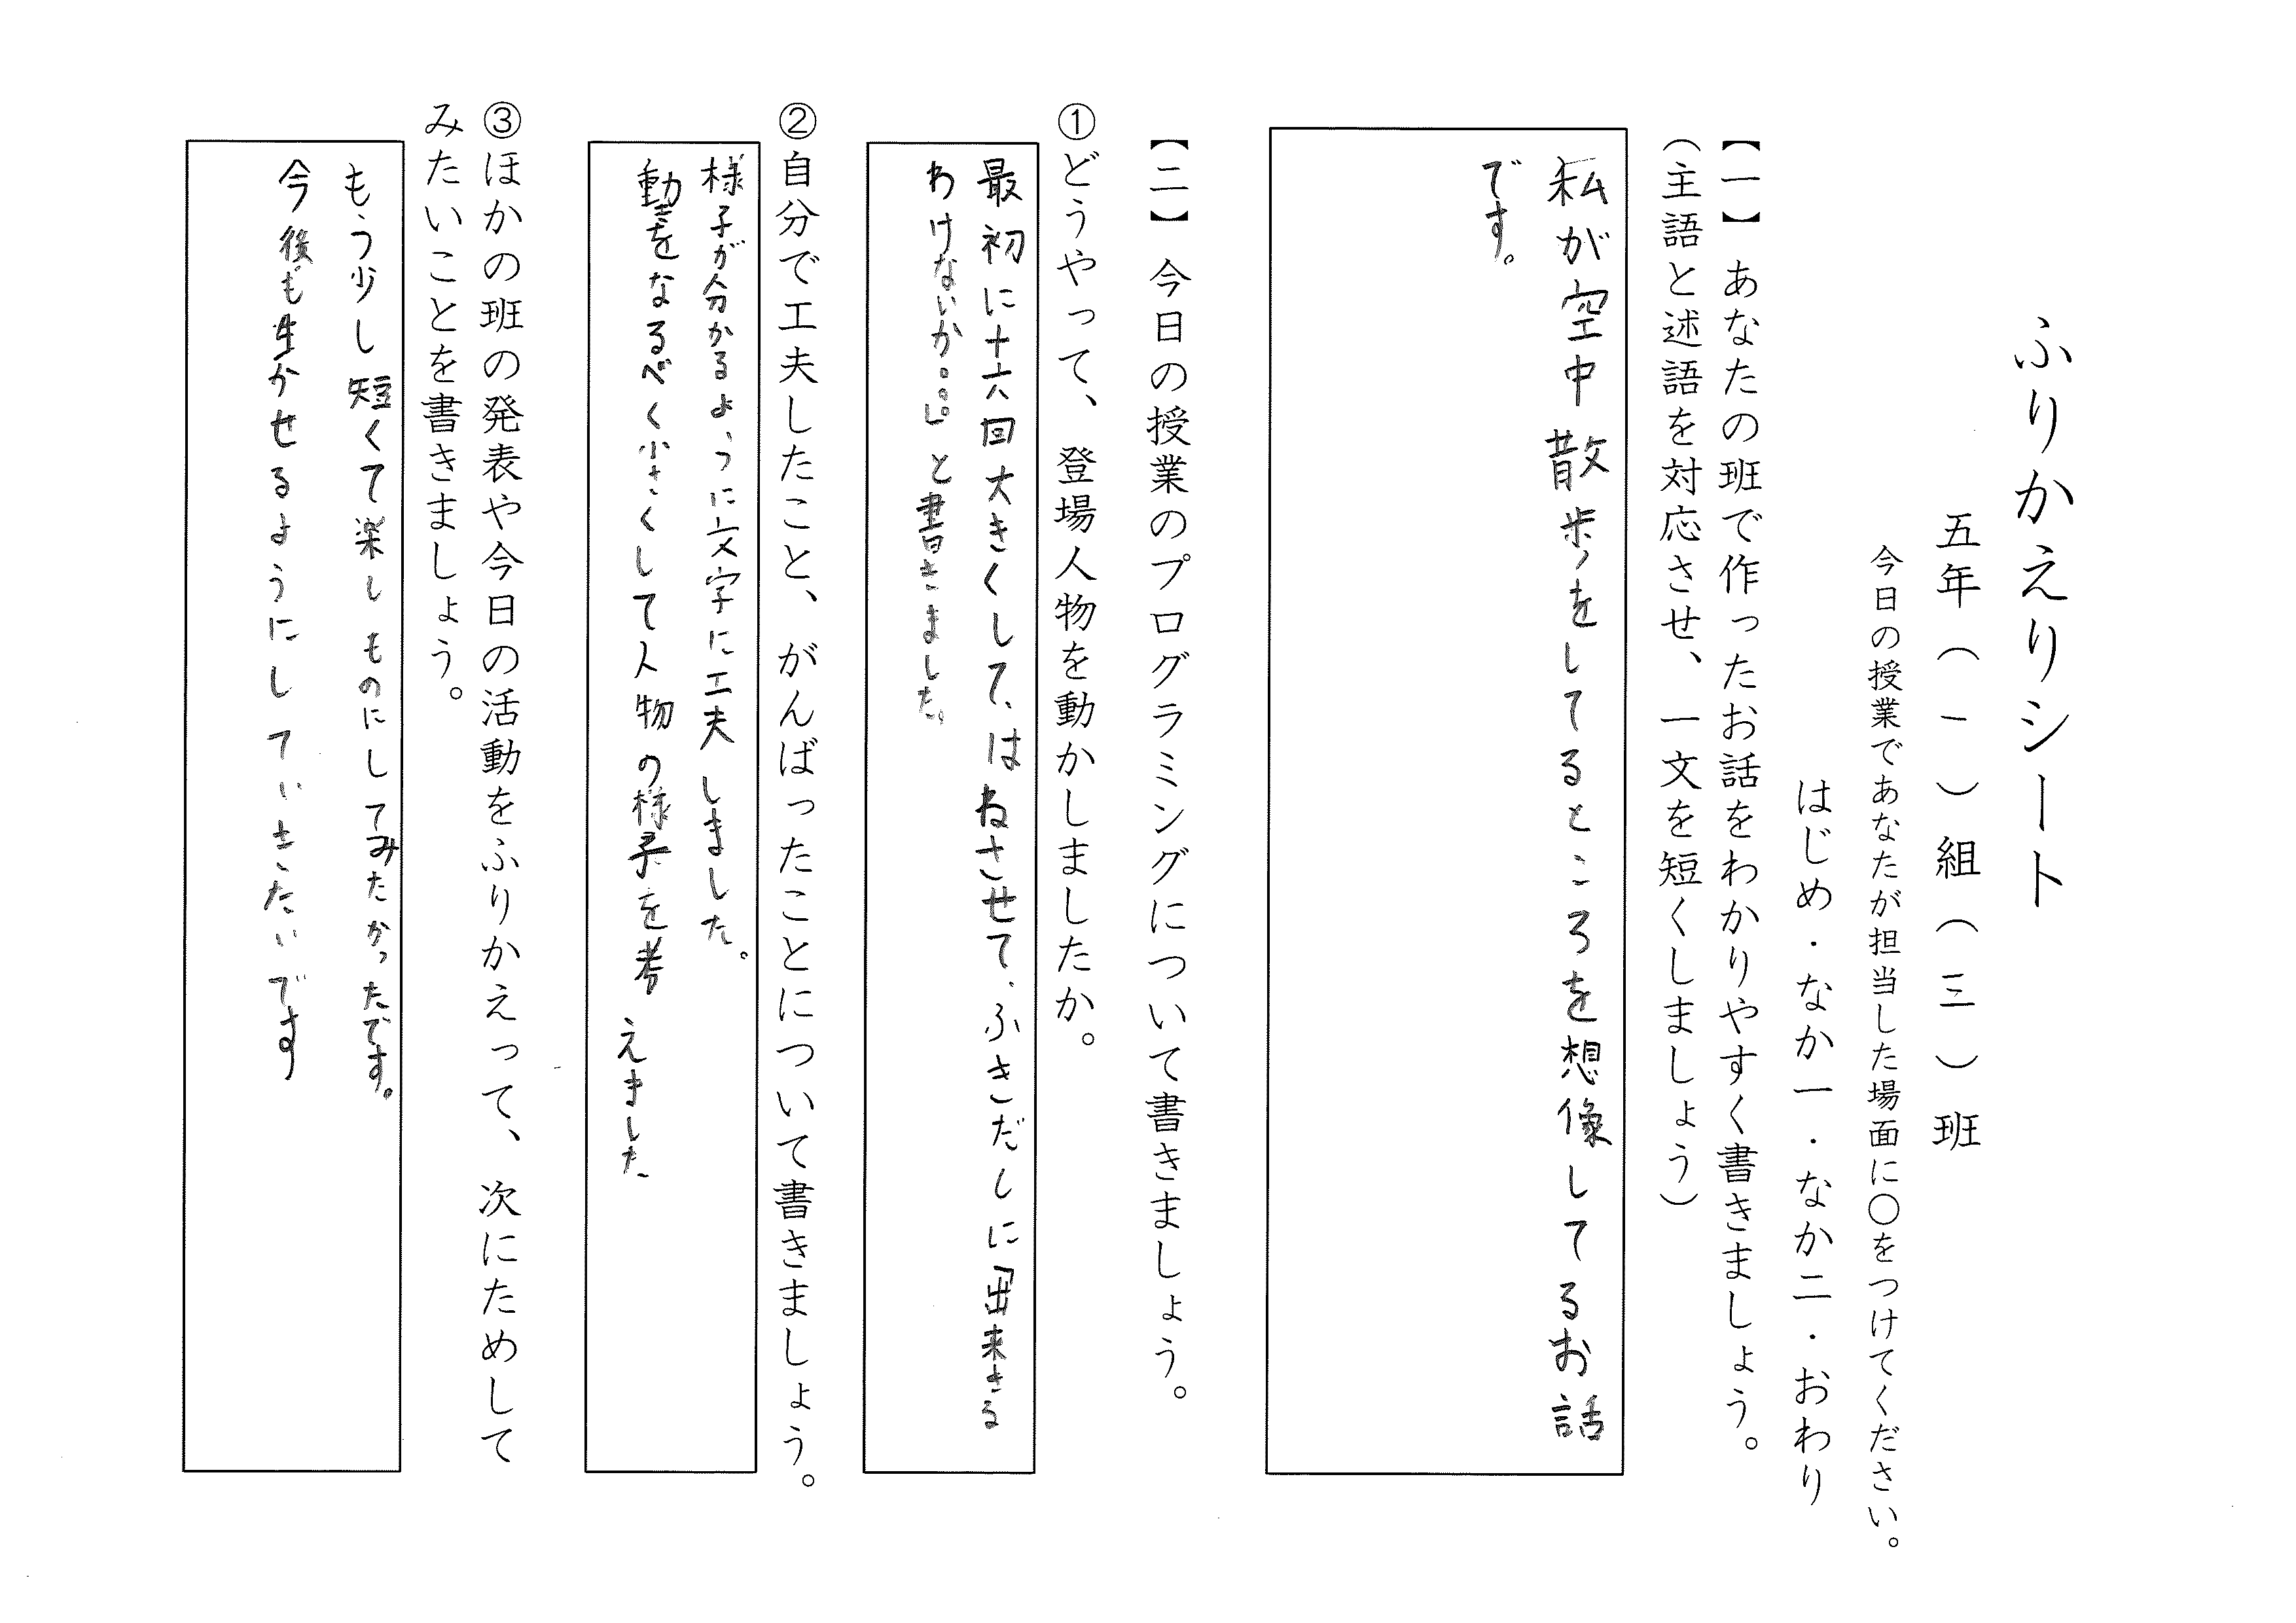 ふりかえりシート
五年（一）組（三）班
今日の授業であなたが担当した場面に○をつけてください。
はじめ・なか一・なか二・おわり
【一】あなたの班で作ったお話をわかりやすく書きましょう。
（主語と述語を対応させ、一文を短くしましょう）
私が空中散歩をしてるところを想像してるお話
です。
【二】今日の授業のプログラミングについて書きましょう。
①どうやって、登場人物を動かしましたか。
最初に十六回大きくして、はねさせて、ふきだしに「出来きる
わけないか。。。」と書きました。
②自分で工夫したこと、がんばったことについて書きましょう。
様子が分かるように文字に工夫しました。
動きをなるべく小さくして人物の様子を考えました
③ほかの班の発表や今日の活動をふりかえって、次にためして
みたいことを書きましょう。
もう少し短くて楽しものにしてみたかったです。
今後も生かせるようにしていきたいです